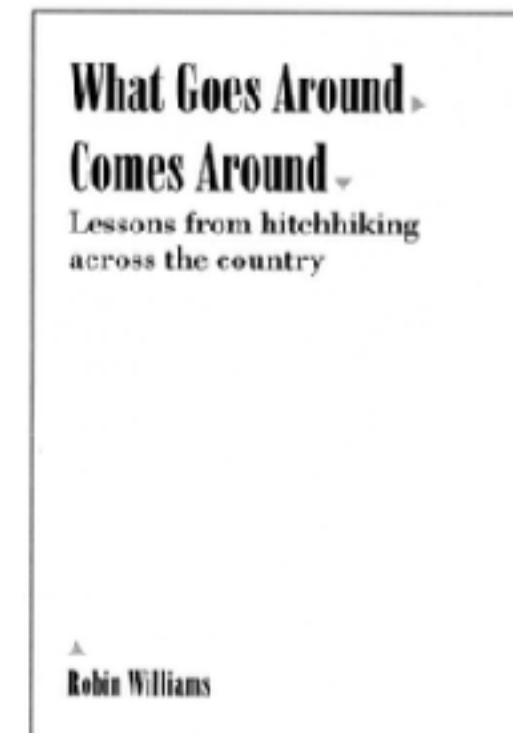 What Goes Around
Comes Around
Lessons from hitchhiking
across the country
Robin Williams